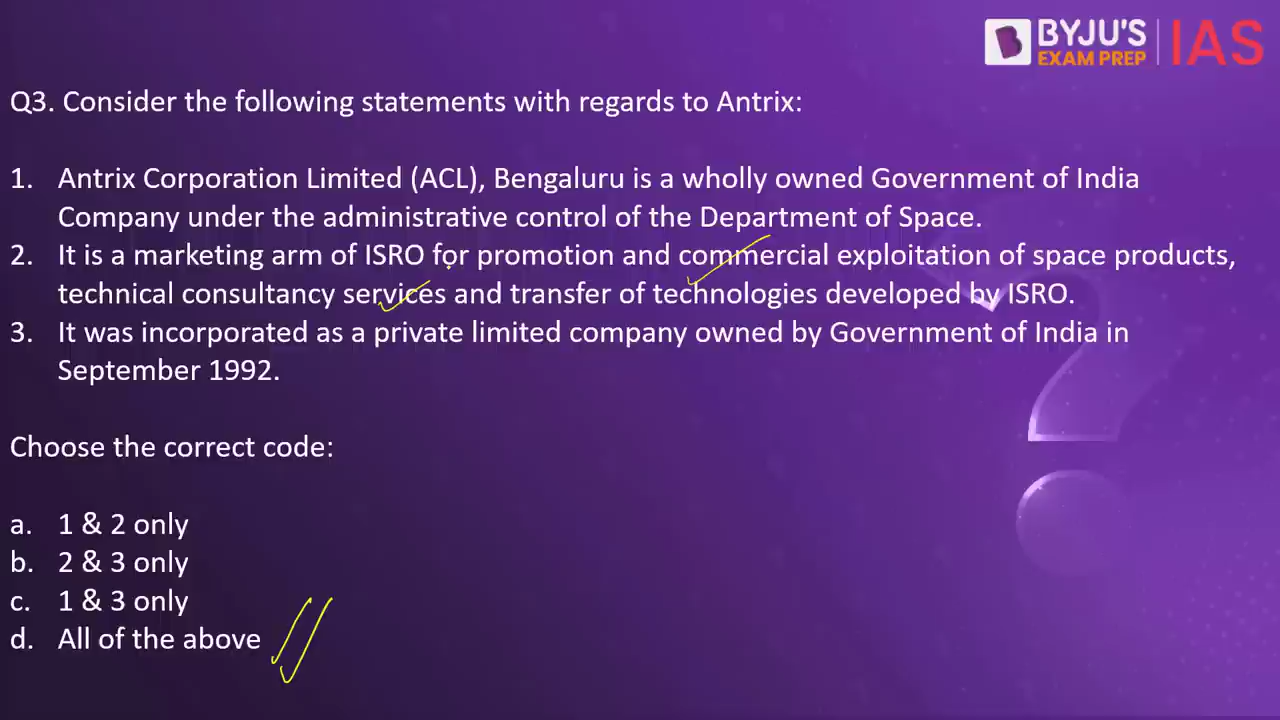 BYJU'S
EXAM PREP
IAS
Q3. Consider the following statements with regards to Antrix:
1. Antrix Corporation Limited (ACL), Bengaluru is a wholly owned Government of India
Company under the administrative control of the Department of Space.
2. It is a marketing arm of ISRO for promotion and commercial exploitation of space products,
technical consultancy services and transfer of technologies developed by ISRO.
3. It was incorporated as a private limited company owned by Government of India in
September 1992.
Choose the correct code:
a. 1 & 2 only
b. 2 & 3 only
c. 1 & 3 only
d. All of the above